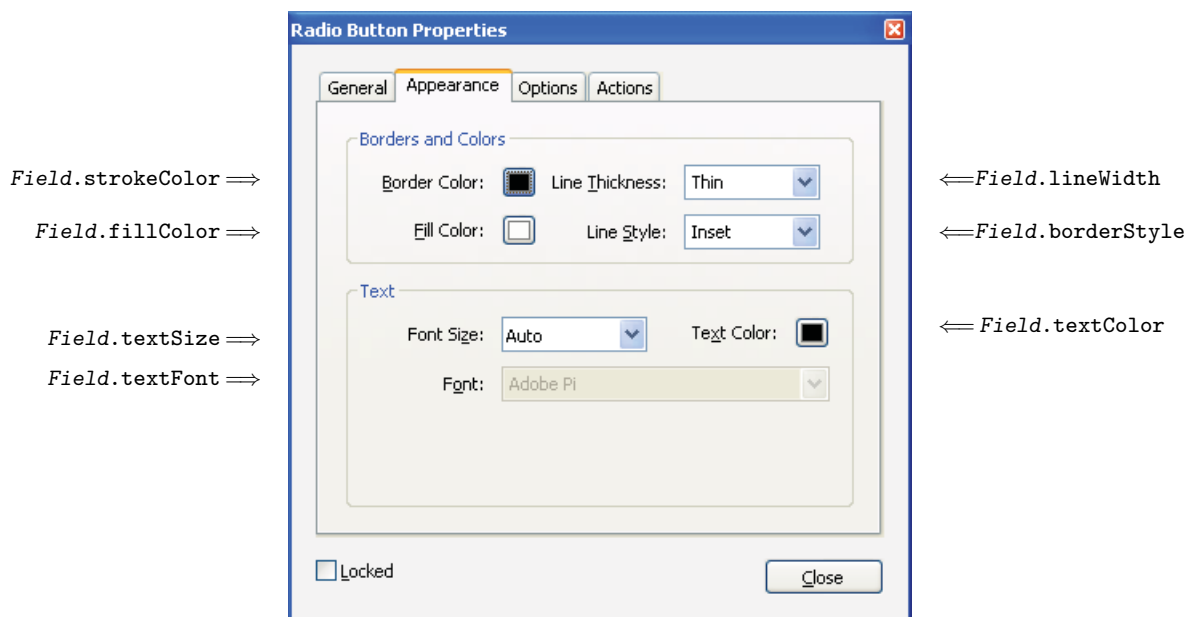 Radio Button Properties
General Appearance Options Actions
Borders and Colors
Field.strokeColor⟹ Border Color: Line Thickness: Thin ⟸Field.lineWidth
Field.fillColor⟹ Fill Color: Line Style: Inset ⟸Field.borderStyle
Text
Field.textSize⟹ Font Size: Auto Text Color: ⟸Field.textColor
Field.textFont⟹ Font: Adobe Pi
Locked
Close